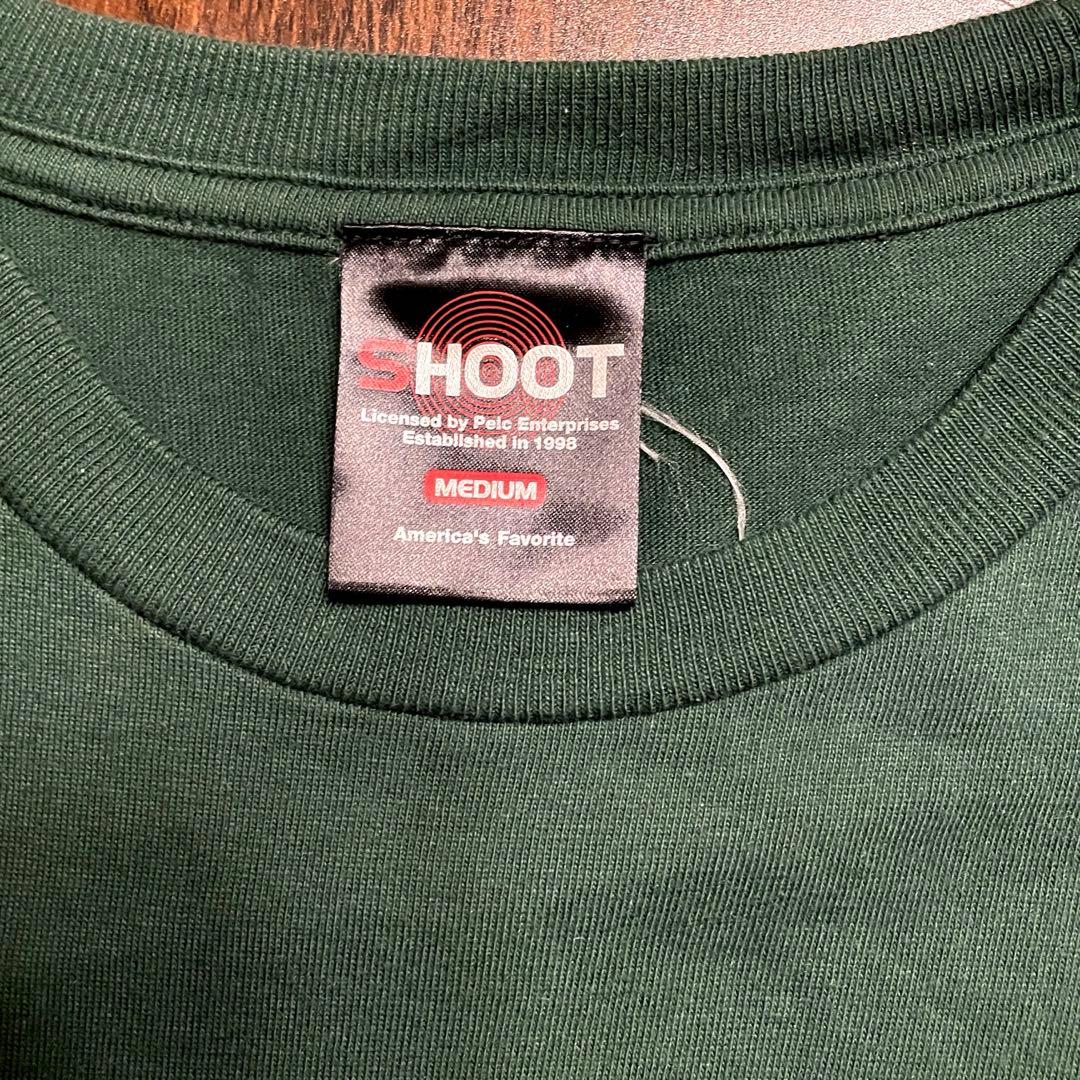 SHOOT
Licensed by Pelc Enterprises
Established in 1998
MEDIUM
America's Favorite